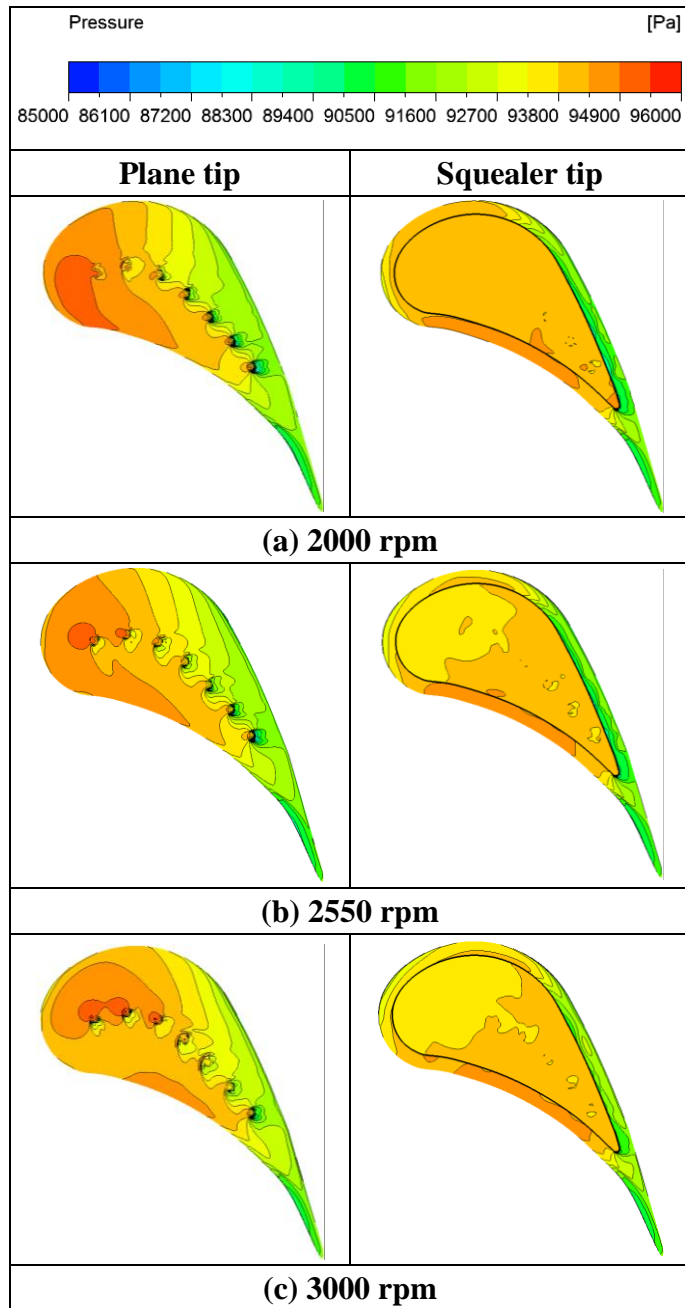 Pressure [Pa]
85000 86100 87200 88300 89400 90500 91600 92700 93800 94900 96000
Plane tip Squealer tip
(a) 2000 rpm
(b) 2550 rpm
(c) 3000 rpm